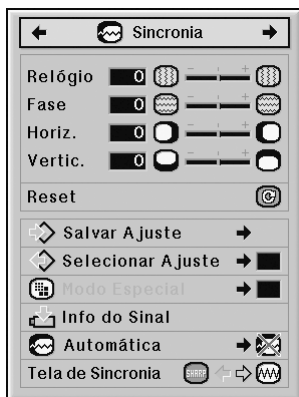 Sincronia
Relógio 0
Fase 0
Horiz. 0
Vertic. 0
Reset
Salvar Ajuste
Selecionar Ajuste
Modo Especial
Info do Sinal
Automática
Tela de Sincronia SHARP